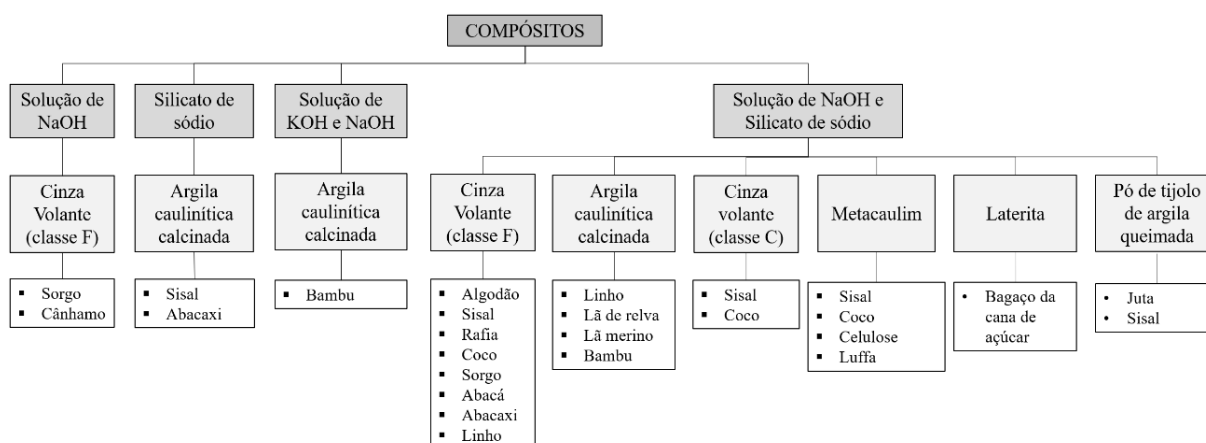 COMPÓSITOS
Solução de
NaOH
Silicato de
sódio
Solução de
KOH e NaOH
Solução de NaOH e
Silicato de sódio
Cinza
Volante
(classe F)
Argila
caulinítica
calcinada
Argila
caulinítica
calcinada
Cinza
Volante
(classe F)
Argila
caulinítica
calcinada
Cinza
volante
(classe C)
Metacaulim
Laterita
Pó de tijolo
de argila
queimada
▪ Sorgo
▪ Cânhamo
▪ Sisal
▪ Abacaxi
▪ Bambu
▪ Algodão
▪ Sisal
▪ Rafia
▪ Coco
▪ Sorgo
▪ Abacá
▪ Abacaxi
▪ Linho
▪ Linho
▪ Lã de relva
▪ Lã merino
▪ Bambu
▪ Sisal
▪ Coco
▪ Sisal
▪ Coco
▪ Celulose
▪ Luffa
• Bagaço da
cana de
açúcar
• Juta
• Sisal